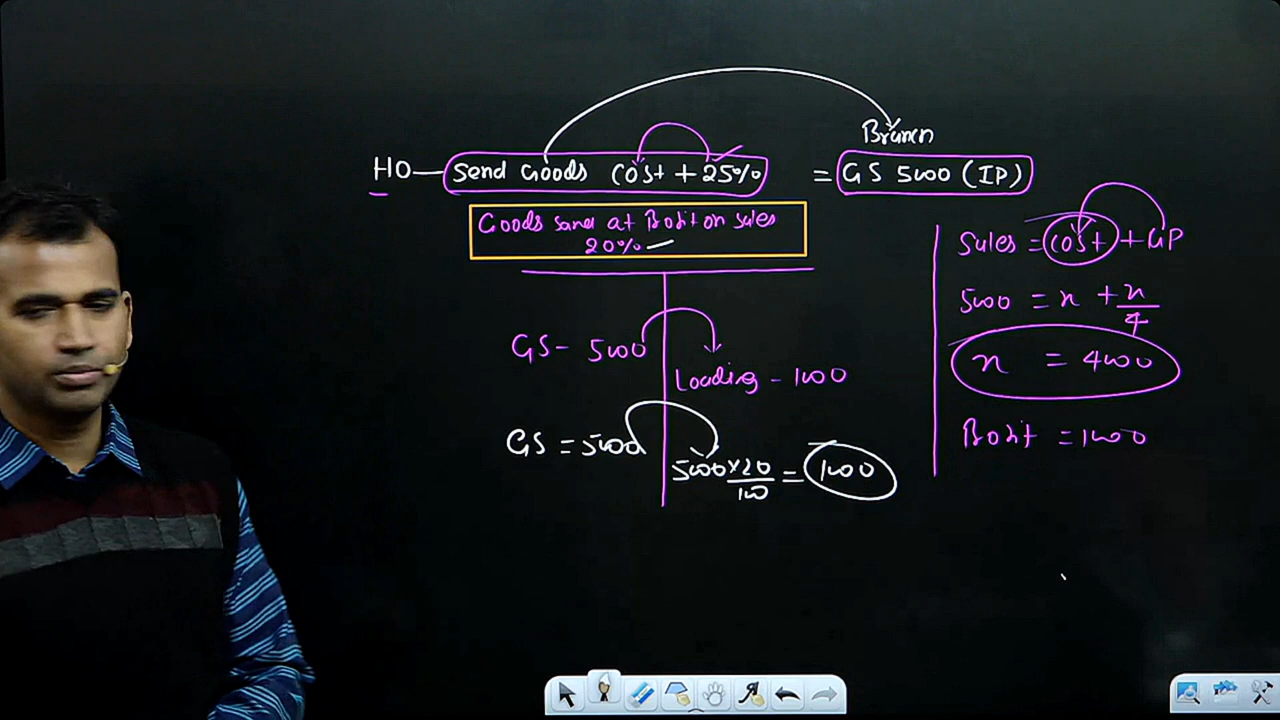 Branch
HO — Send Goods Cost + 25% = GS 5000 (IP)
Goods send at Profit on Sales
20%
Sales = Cost + GP
5000 = x + x/4
GS - 5000
x = 4000
Loading - 1000
Profit = 1000
GS = 5000
5000 × 20/100 = 1000